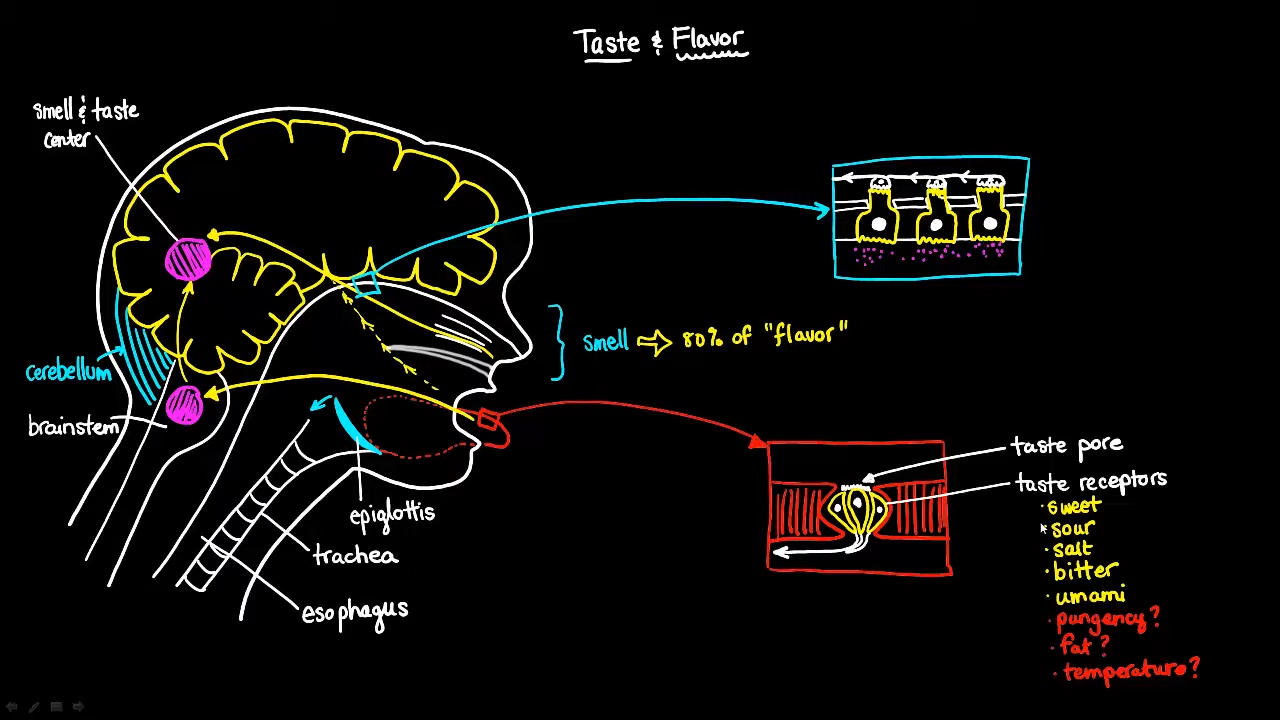 Taste & Flavor
smell & taste
center
cerebellum
brainstem
epiglottis
trachea
esophagus
smell ⇒ 80% of "flavor"
taste pore
taste receptors
· sweet
· sour
· salt
· bitter
· umami
· pungency?
· fat?
· temperature?